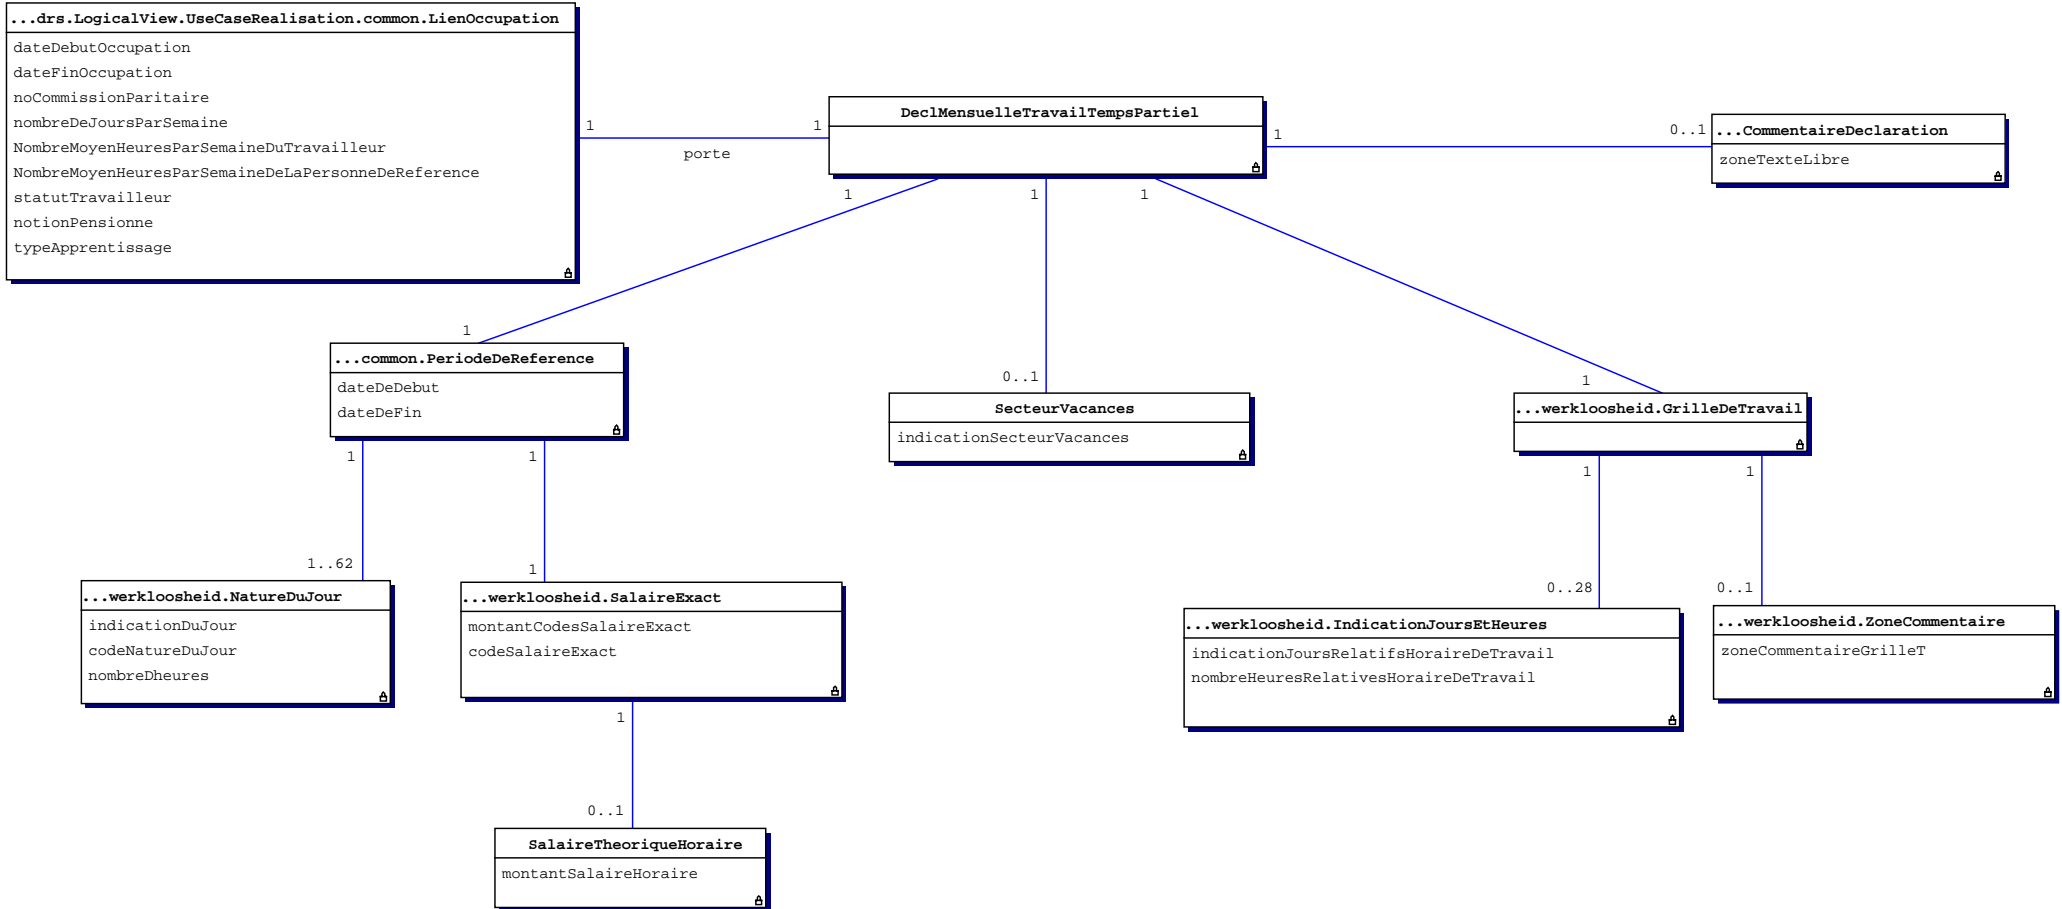 ...drs.LogicalView.UseCaseRealisation.common.LienOccupation
dateDebutOccupation
dateFinOccupation
noCommissionParitaire
nombreDeJoursParSemaine
NombreMoyenHeuresParSemaineDuTravailleur
NombreMoyenHeuresParSemaineDeLaPersonneDeReference
statutTravailleur
notionPensionne
typeApprentissage
1
porte
1
DeclMensuelleTravailTempsPartiel
1
0..1
...CommentaireDeclaration
zoneTexteLibre
1
1
1
1
...common.PeriodeDeReference
dateDeDebut
dateDeFin
0..1
SecteurVacances
indicationSecteurVacances
1
...werkloosheid.GrilleDeTravail
1
1
1
1
1..62
...werkloosheid.NatureDuJour
indicationDuJour
codeNatureDuJour
nombreDheures
1
...werkloosheid.SalaireExact
montantCodesSalaireExact
codeSalaireExact
0..28
...werkloosheid.IndicationJoursEtHeures
indicationJoursRelatifsHoraireDeTravail
nombreHeuresRelativesHoraireDeTravail
0..1
...werkloosheid.ZoneCommentaire
zoneCommentaireGrilleT
1
0..1
SalaireTheoriqueHoraire
montantSalaireHoraire